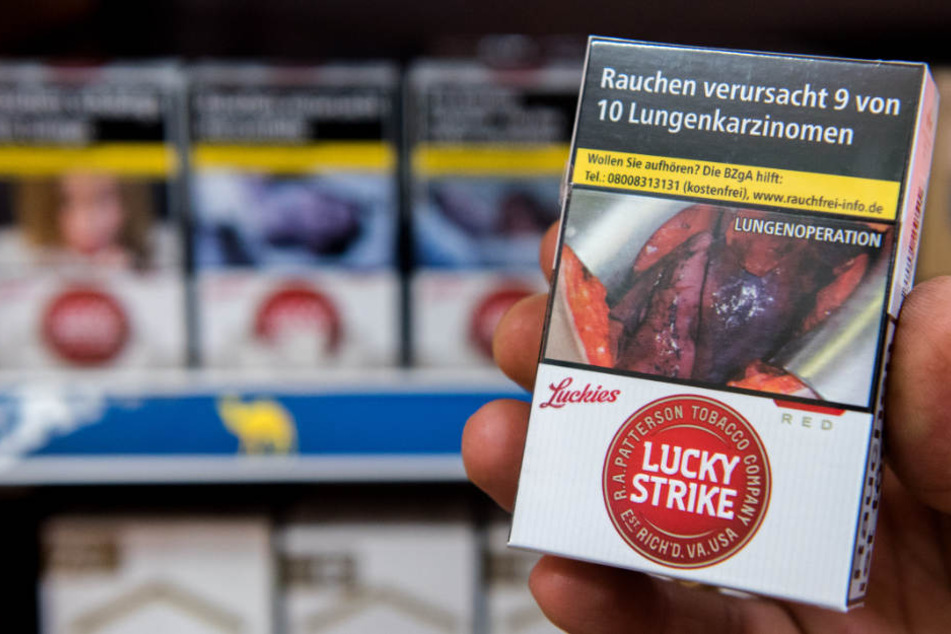 Rauchen verursacht 9 von
10 Lungenkarzinomen
Wollen Sie aufhören? Die BZgA hilft:
Tel.: 08008313131 (kostenfrei), www.rauchfrei-info.de
LUNGENOPERATION
Luckies
RED
R.A. PATTERSON TOBACCO COMPANY
LUCKY
STRIKE
EST. RICH'D. VA. USA